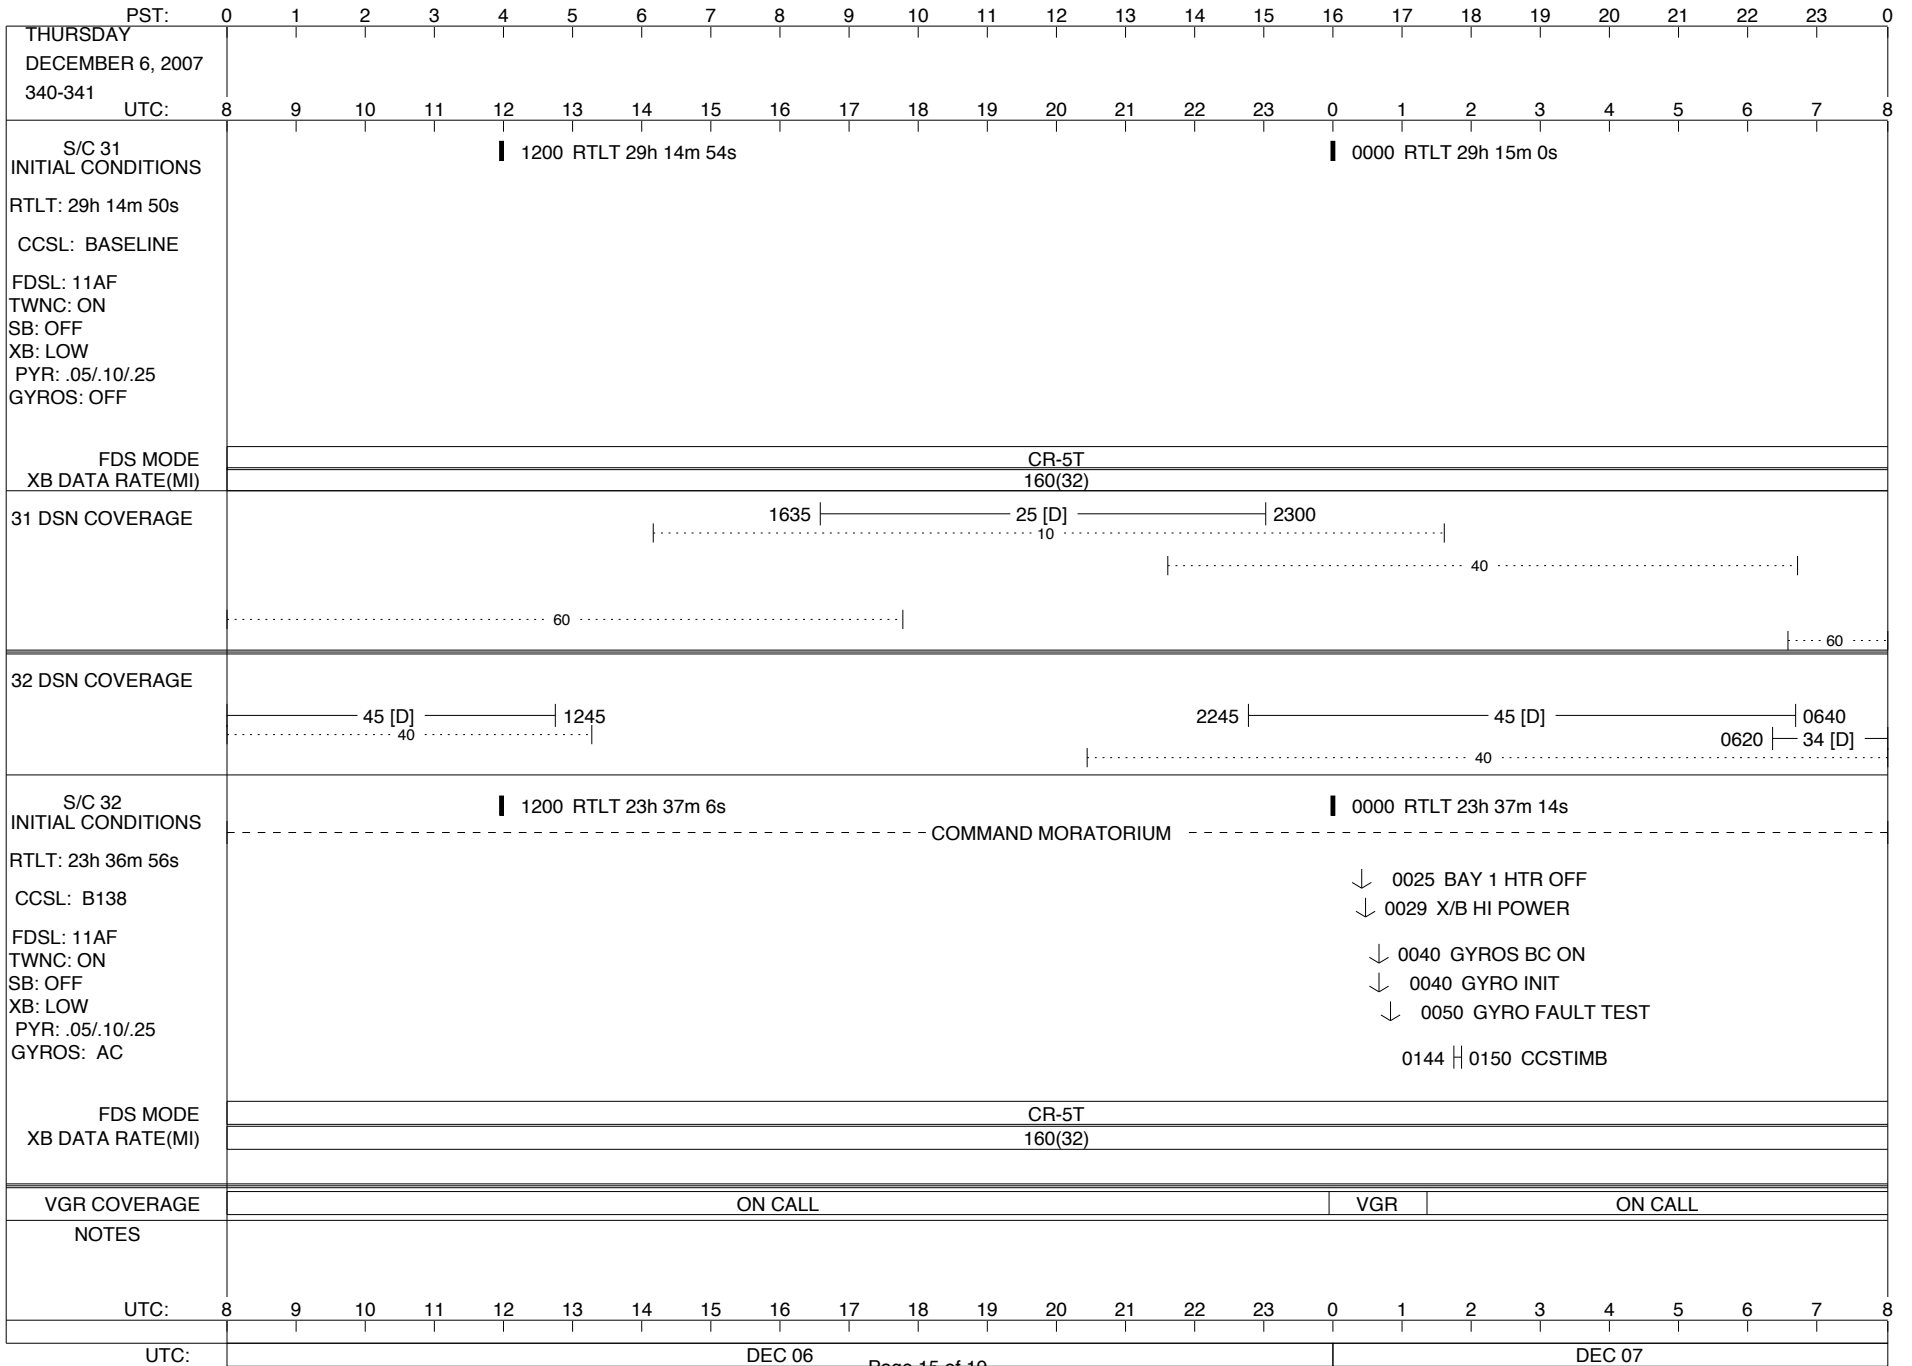 PST: 0 1 2 3 4 5 6 7 8 9 10 11 12 13 14 15 16 17 18 19 20 21 22 23 0
THURSDAY
DECEMBER 6, 2007
340-341
UTC: 8 9 10 11 12 13 14 15 16 17 18 19 20 21 22 23 0 1 2 3 4 5 6 7 8
S/C 31
INITIAL CONDITIONS
1200 RTLT 29h 14m 54s
0000 RTLT 29h 15m 0s
RTLT: 29h 14m 50s
CCSL: BASELINE
FDSL: 11AF
TWNC: ON
SB: OFF
XB: LOW
PYR: .05/.10/.25
GYROS: OFF
FDS MODE CR-5T
XB DATA RATE(MI) 160(32)
31 DSN COVERAGE
1635 25 [D] 2300
10
40
60
60
32 DSN COVERAGE
45 [D] 1245
2245 45 [D] 0640
40
0620 34 [D]
40
S/C 32
INITIAL CONDITIONS
1200 RTLT 23h 37m 6s
0000 RTLT 23h 37m 14s
COMMAND MORATORIUM
RTLT: 23h 36m 56s
CCSL: B138
FDSL: 11AF
TWNC: ON
SB: OFF
XB: LOW
PYR: .05/.10/.25
GYROS: AC
0025 BAY 1 HTR OFF
0029 X/B HI POWER
0040 GYROS BC ON
0040 GYRO INIT
0050 GYRO FAULT TEST
0144 0150 CCSTIMB
FDS MODE CR-5T
XB DATA RATE(MI) 160(32)
VGR COVERAGE ON CALL VGR ON CALL
NOTES
UTC: 8 9 10 11 12 13 14 15 16 17 18 19 20 21 22 23 0 1 2 3 4 5 6 7 8
UTC: DEC 06 DEC 07
Page 15 of 19